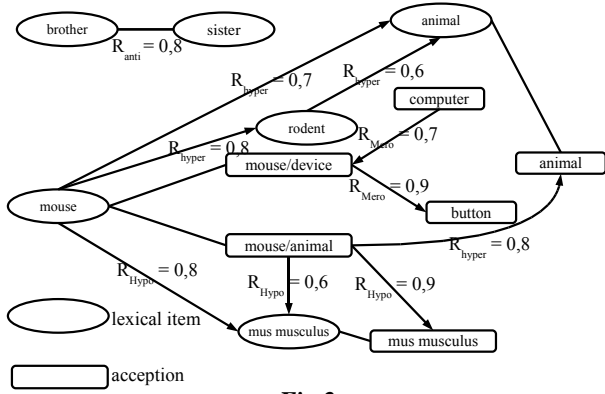 brother
sister
R_anti = 0,8
animal
R_hyper = 0,7
R_hyper = 0,6
computer
rodent
R_Mero = 0,7
R_hyper = 0,8
mouse/device
animal
R_Mero = 0,9
mouse
button
mouse/animal
R_hyper = 0,8
R_Hypo = 0,8
R_Hypo = 0,6
R_Hypo = 0,9
lexical item
mus musculus
mus musculus
acception